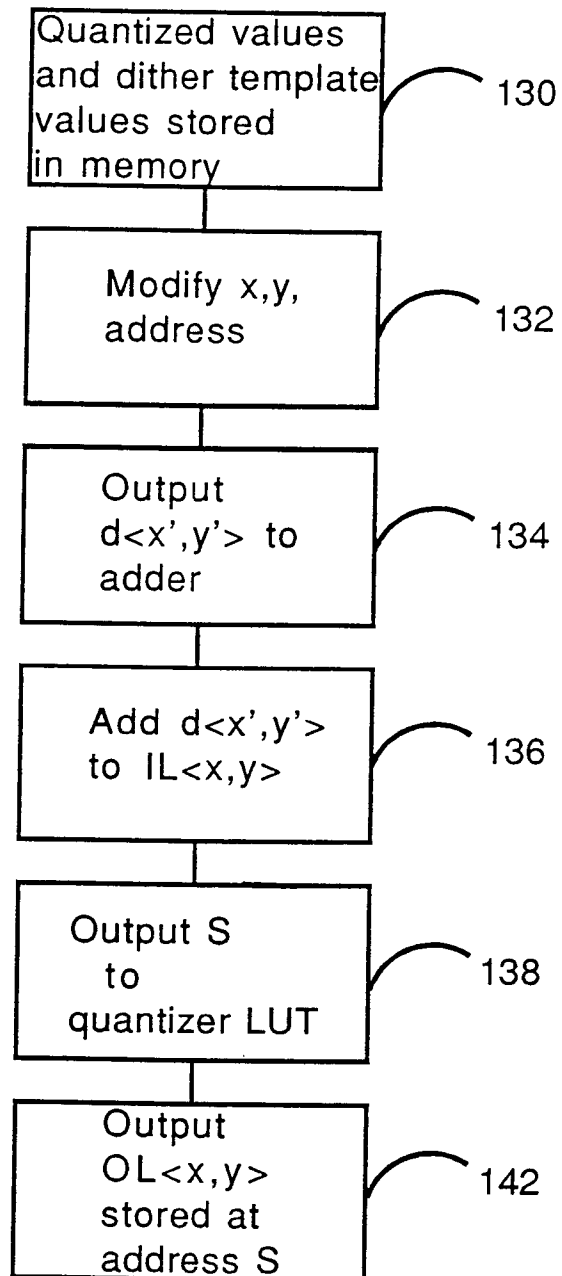 Quantized values
and dither template
values stored
in memory
130
Modify x,y,
address
132
Output
d<x',y'> to
adder
134
Add d<x',y'>
to IL<x,y>
136
Output S
to
quantizer LUT
138
Output
OL<x,y>
stored at
address S
142